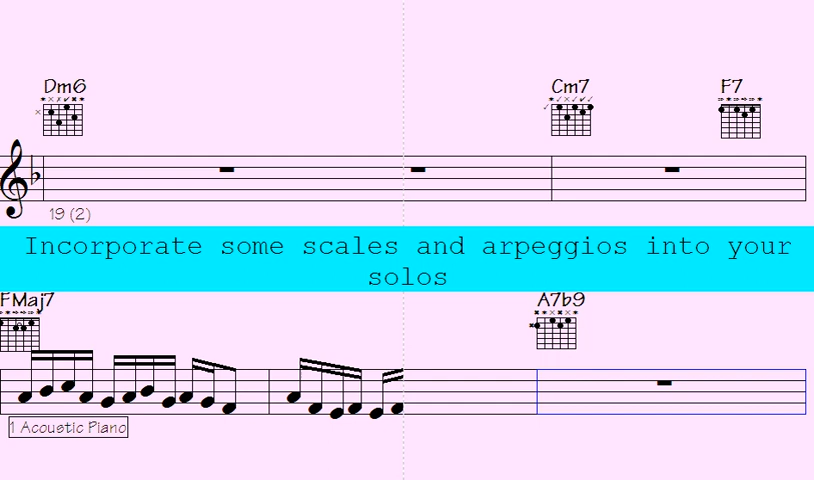 Dm6 Cm7 F7
19 (2)
Incorporate some scales and arpeggios into your
solos
FMaj7 A7b9
1 Acoustic Piano